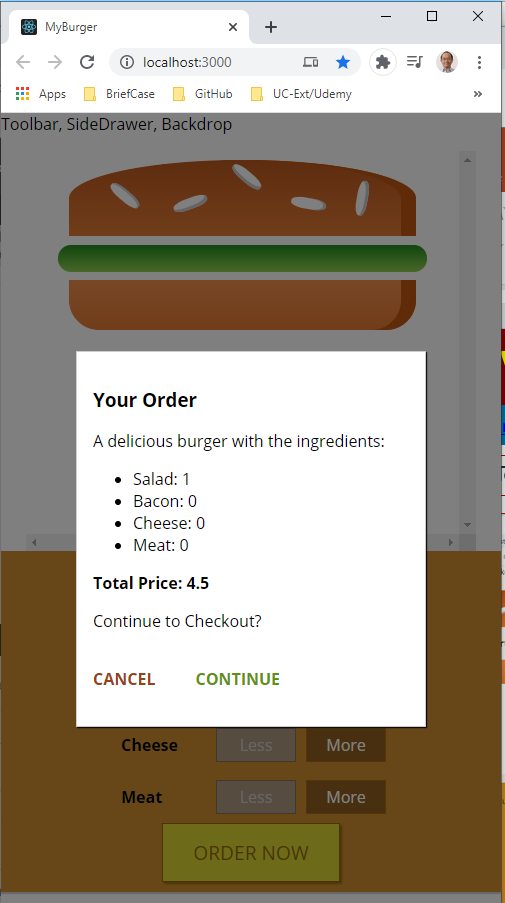 MyBurger
localhost:3000
Apps
BriefCase
GitHub
UC-Ext/Udemy
»
Toolbar, SideDrawer, Backdrop
Your Order
A delicious burger with the ingredients:
• Salad: 1
• Bacon: 0
• Cheese: 0
• Meat: 0
Total Price: 4.5
Continue to Checkout?
CANCEL CONTINUE
Cheese Less More
Meat Less More
ORDER NOW